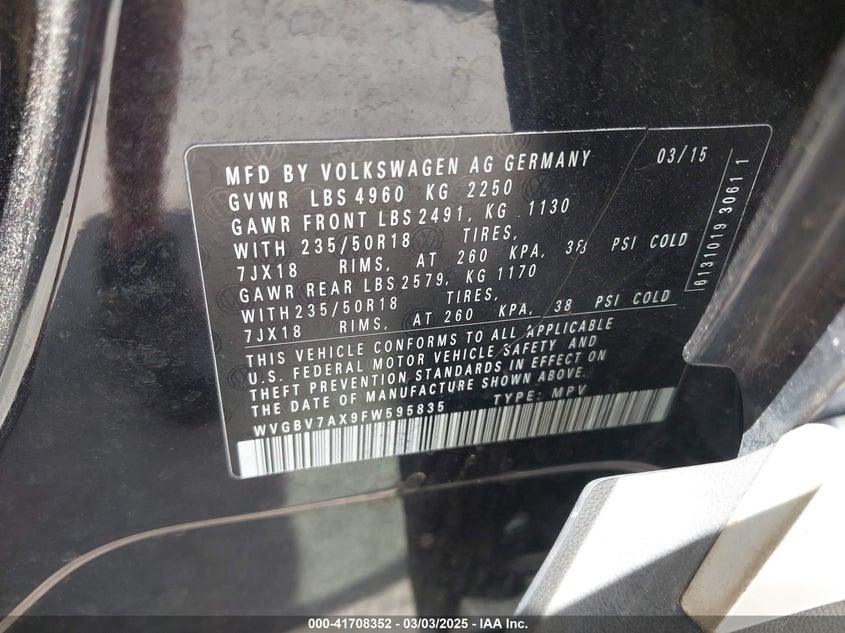 MFD BY VOLKSWAGEN AG GERMANY 03/15
GVWR LBS 4960 KG 2250
GAWR FRONT LBS 2491, KG 1130
WITH 235/50R18 TIRES,
7JX18 RIMS, AT 260 KPA, 38 PSI COLD
GAWR REAR LBS 2579, KG 1170
WITH235/50R18 TIRES,
7JX18 RIMS, AT 260 KPA, 38 PSI COLD
THIS VEHICLE CONFORMS TO ALL APPLICABLE
U.S. FEDERAL MOTOR VEHICLE SAFETY AND
THEFT PREVENTION STANDARDS IN EFFECT ON
THE DATE OF MANUFACTURE SHOWN ABOVE.
WVGBV7AX9FW595835 TYPE: MPV
6131019 3061 1
000-41708352 - 03/03/2025 - IAA Inc.